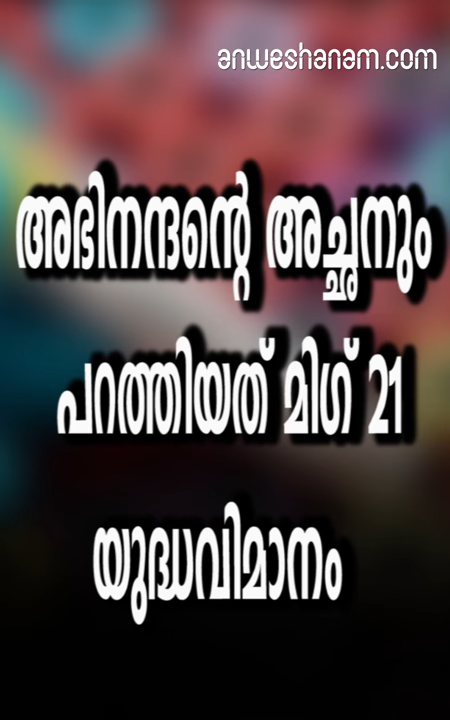 anweshanam.com
അഭിനന്ദന്റെ അച്ഛനും
പറത്തിയത് മിഗ് 21
യുദ്ധവിമാനം